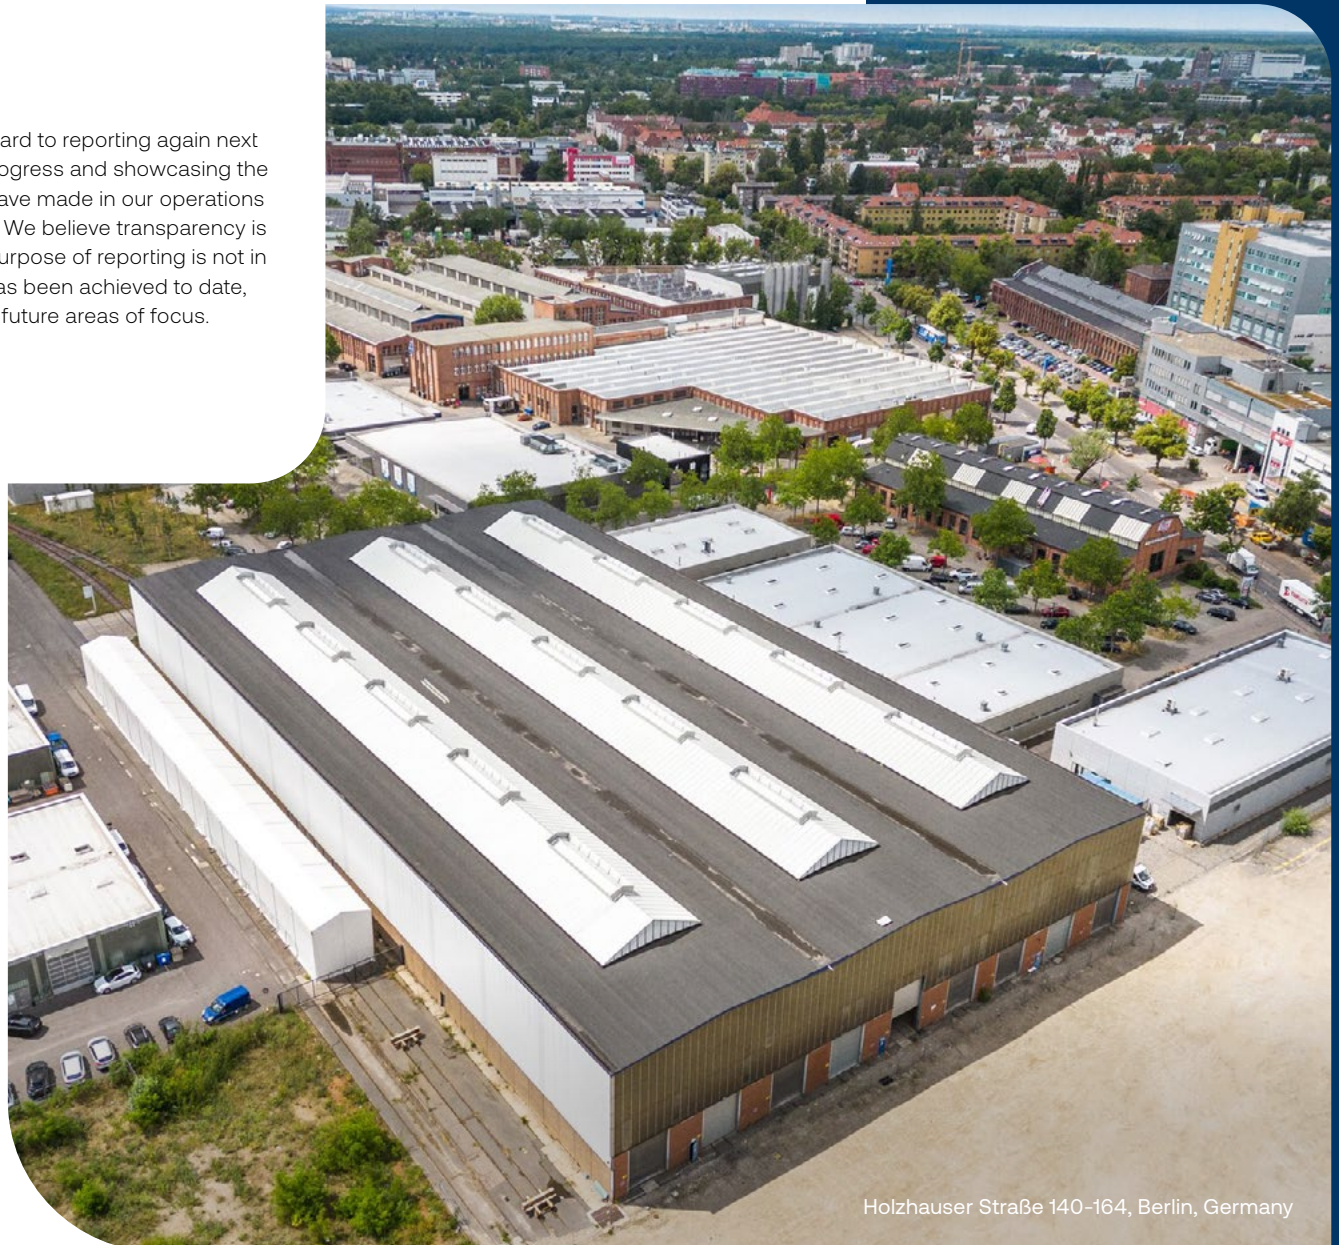 ard to reporting again next
ogress and showcasing the
ave made in our operations
We believe transparency is
urpose of reporting is not in
as been achieved to date,
future areas of focus.
Holzhauser Straße 140-164, Berlin, Germany